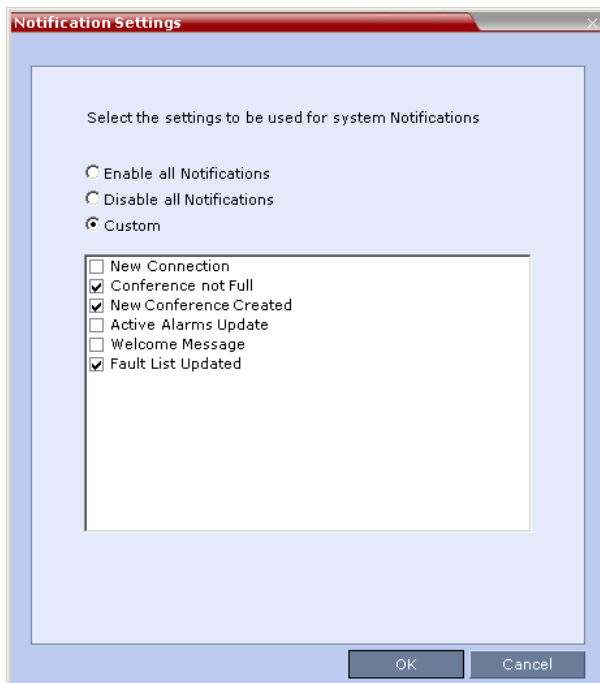 Notification Settings
Select the settings to be used for system Notifications
Enable all Notifications
Disable all Notifications
Custom
New Connection
Conference not Full
New Conference Created
Active Alarms Update
Welcome Message
Fault List Updated
OK
Cancel